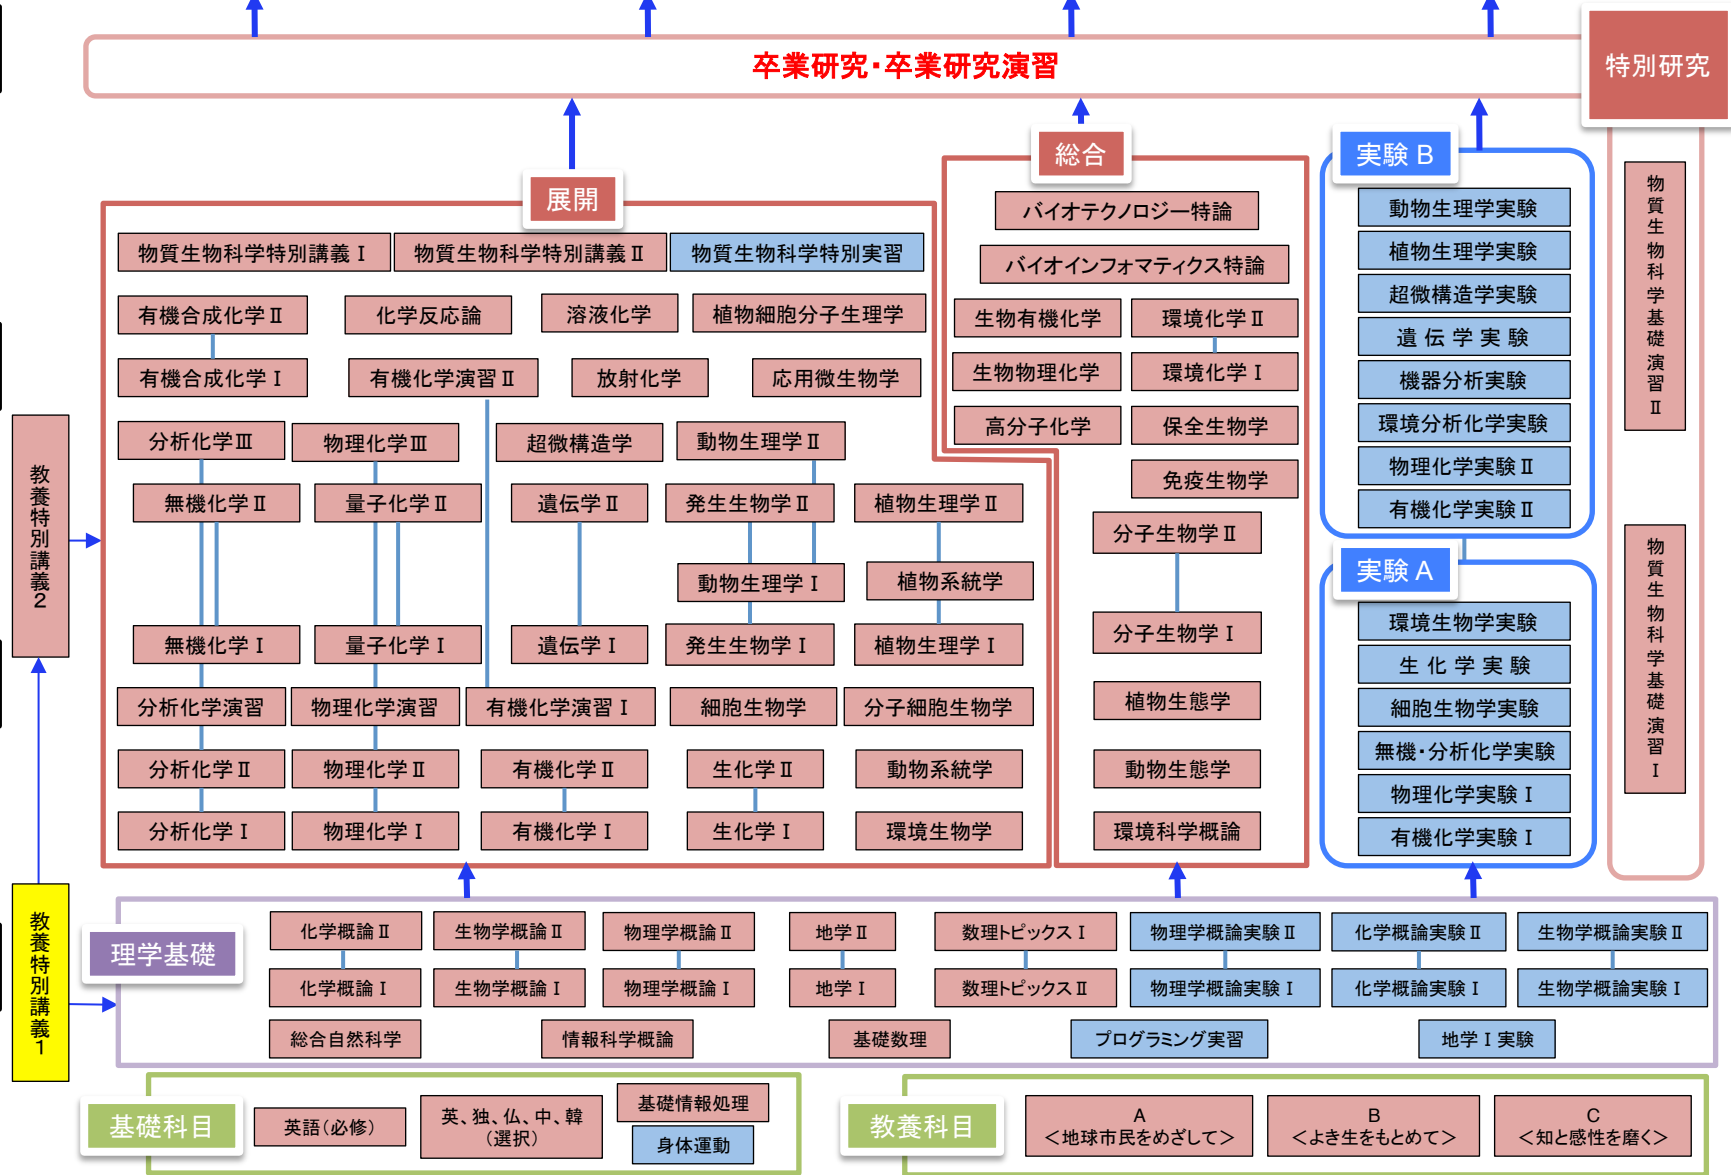 卒業研究・卒業研究演習
特別研究
展開
総合
実験 B
物質生物科学特別講義 I
物質生物科学特別講義 II
物質生物科学特別実習
有機合成化学 II
化学反応論
溶液化学
植物細胞分子生理学
有機合成化学 I
有機化学演習 II
放射化学
応用微生物学
分析化学III
物理化学III
超微構造学
動物生理学 II
無機化学 II
量子化学 II
遺伝学 II
発生生物学 II
植物生理学 II
動物生理学 I
植物系統学
無機化学 I
量子化学 I
遺伝学 I
発生生物学 I
植物生理学 I
分析化学演習
物理化学演習
有機化学演習 I
細胞生物学
分子細胞生物学
分析化学 II
物理化学 II
有機化学 II
生化学 II
動物系統学
分析化学 I
物理化学 I
有機化学 I
生化学 I
環境生物学
バイオテクノロジー特論
バイオインフォマティクス特論
生物有機化学
環境化学 II
生物物理化学
環境化学 I
高分子化学
保全生物学
免疫生物学
分子生物学 II
分子生物学 I
植物生態学
動物生態学
環境科学概論
動物生理学実験
植物生理学実験
超微構造学実験
遺 伝 学 実 験
機器分析実験
環境分析化学実験
物理化学実験 II
有機化学実験 II
実験 A
環境生物学実験
生 化 学 実 験
細胞生物学実験
無機・分析化学実験
物理化学実験 I
有機化学実験 I
物質生物科学基礎演習 II
物質生物科学基礎演習 I
教養特別講義2
教養特別講義1
理学基礎
化学概論 II
生物学概論 II
物理学概論 II
地学 II
数理トピックス I
物理学概論実験 II
化学概論実験 II
生物学概論実験 II
化学概論 I
生物学概論 I
物理学概論 I
地学 I
数理トピックス II
物理学概論実験 I
化学概論実験 I
生物学概論実験 I
総合自然科学
情報科学概論
基礎数理
プログラミング実習
地学 I 実験
基礎科目
英語(必修)
英、独、仏、中、韓
(選択)
基礎情報処理
身体運動
教養科目
A
<地球市民をめざして>
B
<よき生をもとめて>
C
<知と感性を磨く>